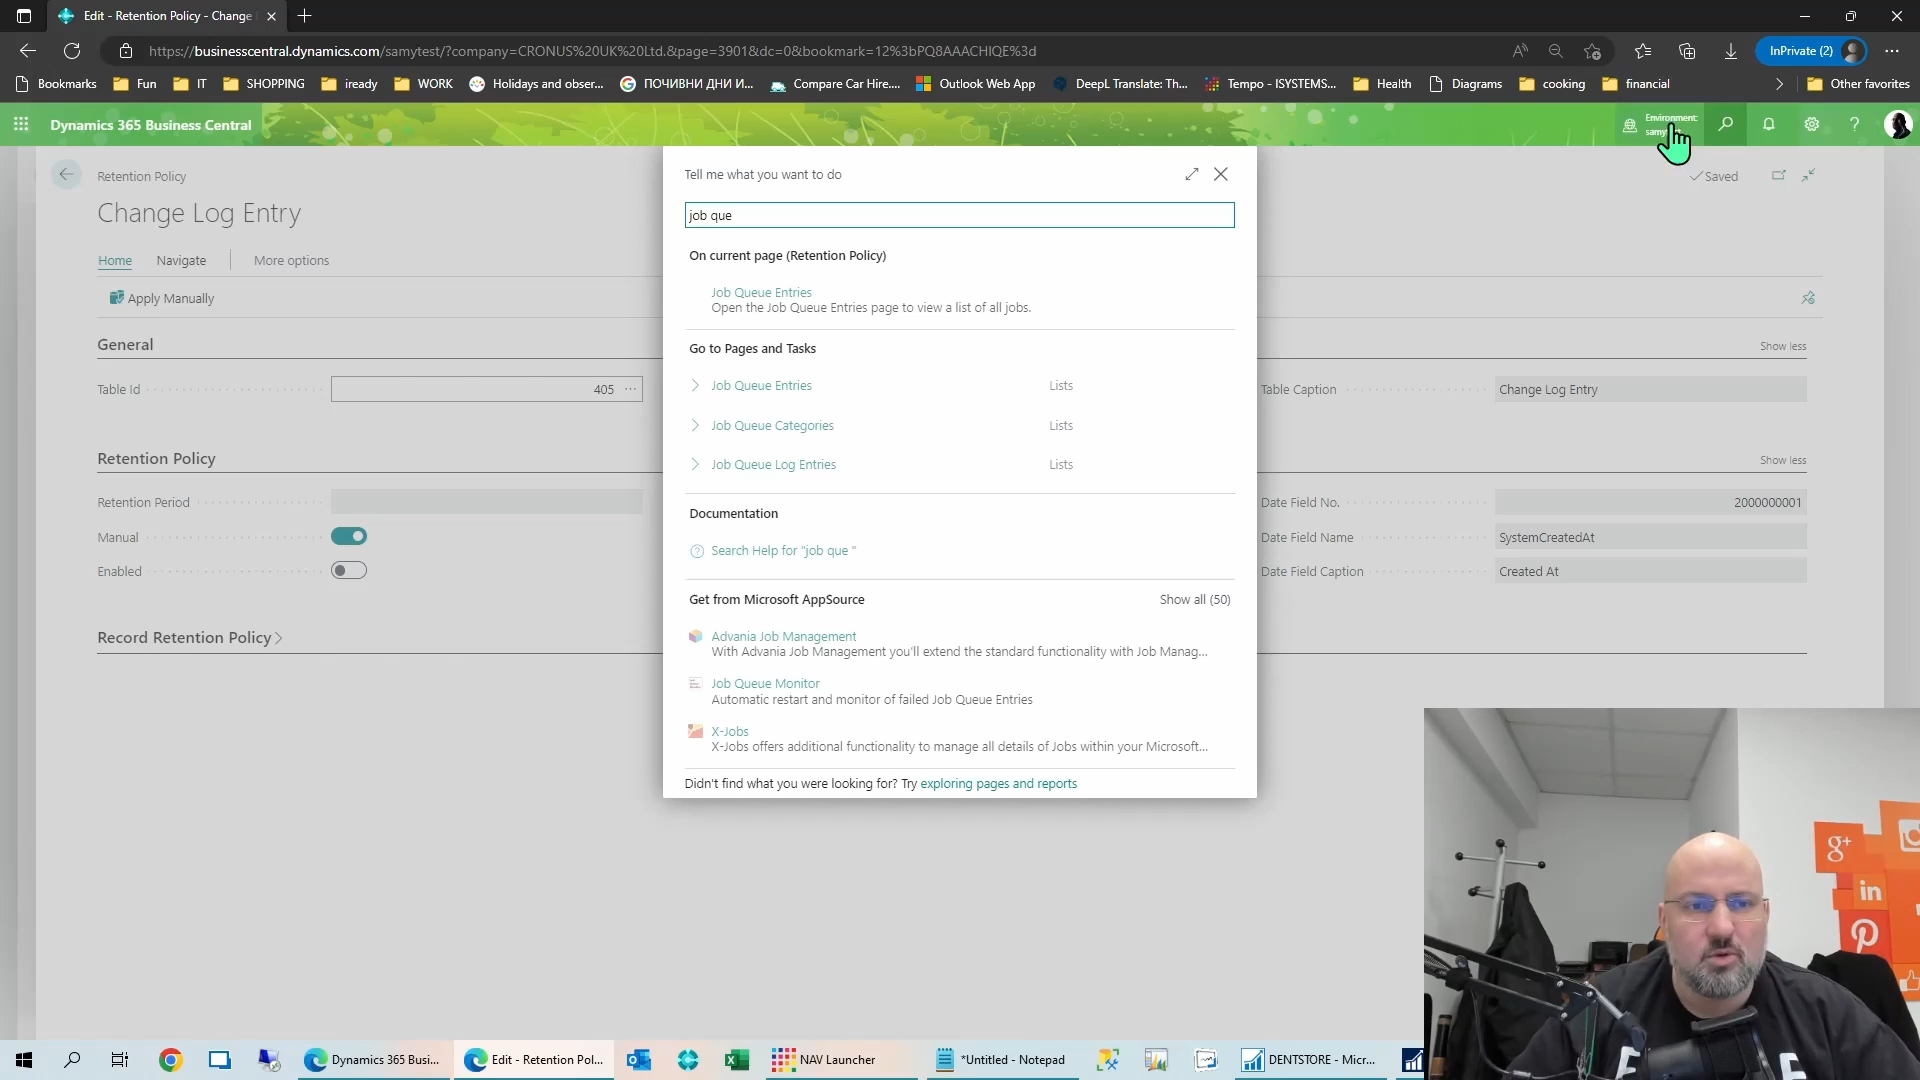 Edit - Retention Policy - Change
https://businesscentral.dynamics.com/samytest/?company=CRONUS%20UK%20Ltd.&page=3901&dc=0&bookmark=12%3bPQ8AAACHIQE%3d
InPrivate (2)
Bookmarks
Fun
IT
SHOPPING
iready
WORK
Holidays and obser...
ПОЧИВНИ ДНИ И...
Compare Car Hire....
Outlook Web App
DeepL Translate: Th...
Tempo - ISYSTEMS...
Health
Diagrams
cooking
financial
Other favorites
Dynamics 365 Business Central
Environment:
Retention Policy
Saved
Change Log Entry
Home
Navigate
More options
Apply Manually
General
Show less
Table Id
405
Table Caption
Change Log Entry
Retention Policy
Show less
Retention Period
Date Field No.
2000000001
Manual
Date Field Name
SystemCreatedAt
Enabled
Date Field Caption
Created At
Record Retention Policy
Tell me what you want to do
job que
On current page (Retention Policy)
Job Queue Entries
Open the Job Queue Entries page to view a list of all jobs.
Go to Pages and Tasks
Job Queue Entries
Lists
Job Queue Categories
Lists
Job Queue Log Entries
Lists
Documentation
Search Help for "job que "
Get from Microsoft AppSource
Show all (50)
Advania Job Management
With Advania Job Management you'll extend the standard functionality with Job Manag...
Job Queue Monitor
Automatic restart and monitor of failed Job Queue Entries
X-Jobs
X-Jobs offers additional functionality to manage all details of Jobs within your Microsoft...
Didn't find what you were looking for? Try exploring pages and reports
g+
in
Dynamics 365 Busi...
Edit - Retention Pol...
NAV Launcher
*Untitled - Notepad
DENTSTORE - Micr...